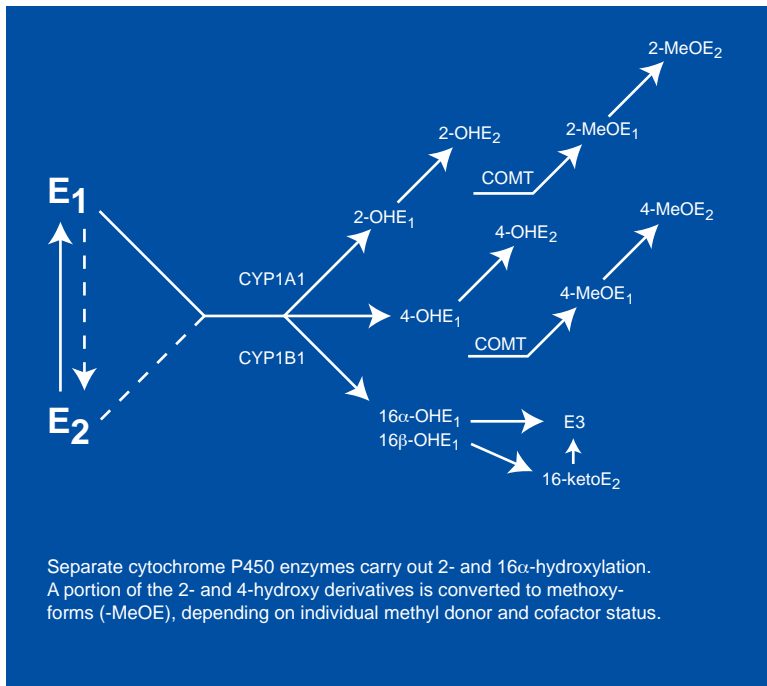 2-MeOE2
2-OHE2
2-MeOE1
COMT
E1
2-OHE1
4-MeOE2
4-OHE2
CYP1A1
4-MeOE1
4-OHE1
COMT
CYP1B1
E2
16α-OHE1
E3
16β-OHE1
16-ketoE2
Separate cytochrome P450 enzymes carry out 2- and 16α-hydroxylation.
A portion of the 2- and 4-hydroxy derivatives is converted to methoxy-
forms (-MeOE), depending on individual methyl donor and cofactor status.